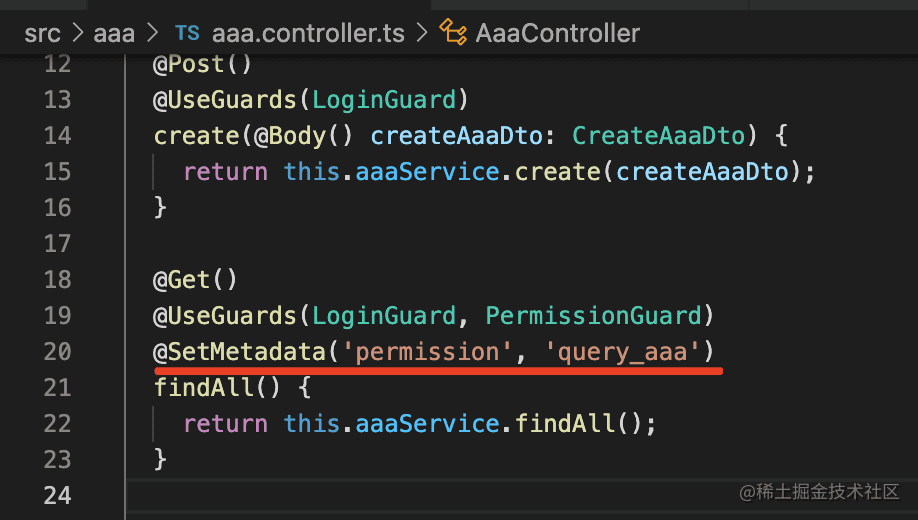 src > aaa > TS aaa.controller.ts > AaaController
12 @Post()
13 @UseGuards(LoginGuard)
14 create(@Body() createAaaDto: CreateAaaDto) {
15 return this.aaaService.create(createAaaDto);
16 }
17
18 @Get()
19 @UseGuards(LoginGuard, PermissionGuard)
20 @SetMetadata('permission', 'query_aaa')
21 findAll() {
22 return this.aaaService.findAll();
23 }
24
@稀土掘金技术社区